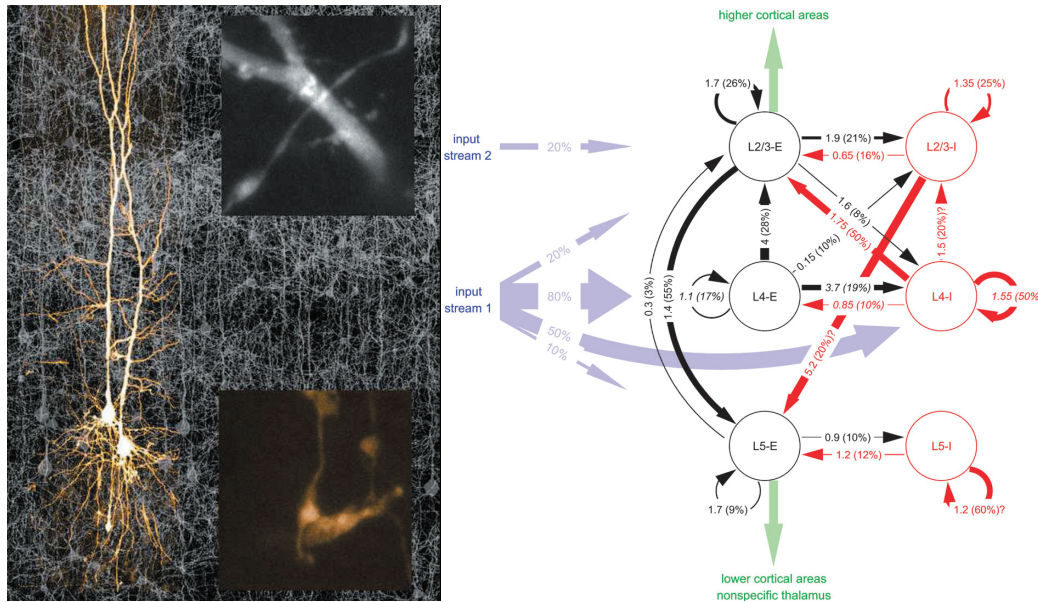 higher cortical areas
1.7 (26%)
1.35 (25%)
input
stream 2
20%
L2/3-E
1.9 (21%)
0.65 (16%)
L2/3-I
1.6 (8%)
1.75 (50%)
4 (28%)
0.15 (10%)
1.5 (20%)?
20%
input
stream 1
80%
50%
10%
0.3 (3%)
1.4 (55%)
1.1 (17%)
L4-E
3.7 (19%)
0.85 (10%)
L4-I
1.55 (50%)
5.2 (20%)?
L5-E
0.9 (10%)
1.2 (12%)
L5-I
1.7 (9%)
1.2 (60%)?
lower cortical areas
nonspecific thalamus